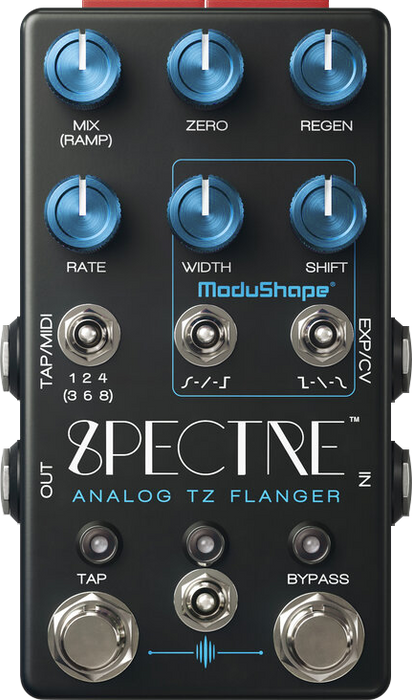 MIX
(RAMP)
ZERO
REGEN
RATE
WIDTH
SHIFT
ModuShape®
TAP/MIDI
EXP/CV
1 2 4
(3 6 8)
SPECTRE™
OUT
IN
ANALOG TZ FLANGER
TAP
BYPASS